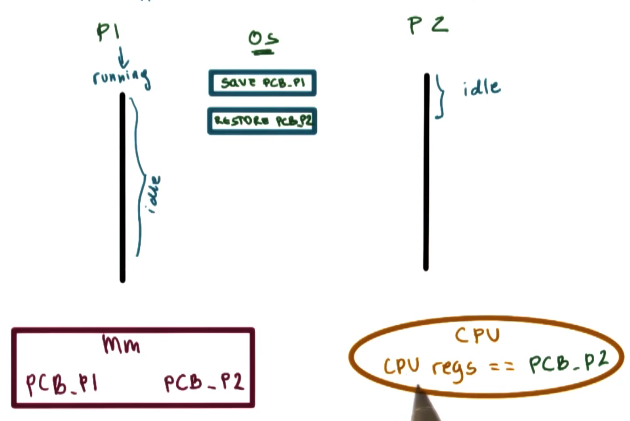 P1
OS
P2
running
SAVE PCB_P1
idle
RESTORE PCB_P2
idle
mm
PCB_P1 PCB_P2
CPU
CPU regs == PCB_P2